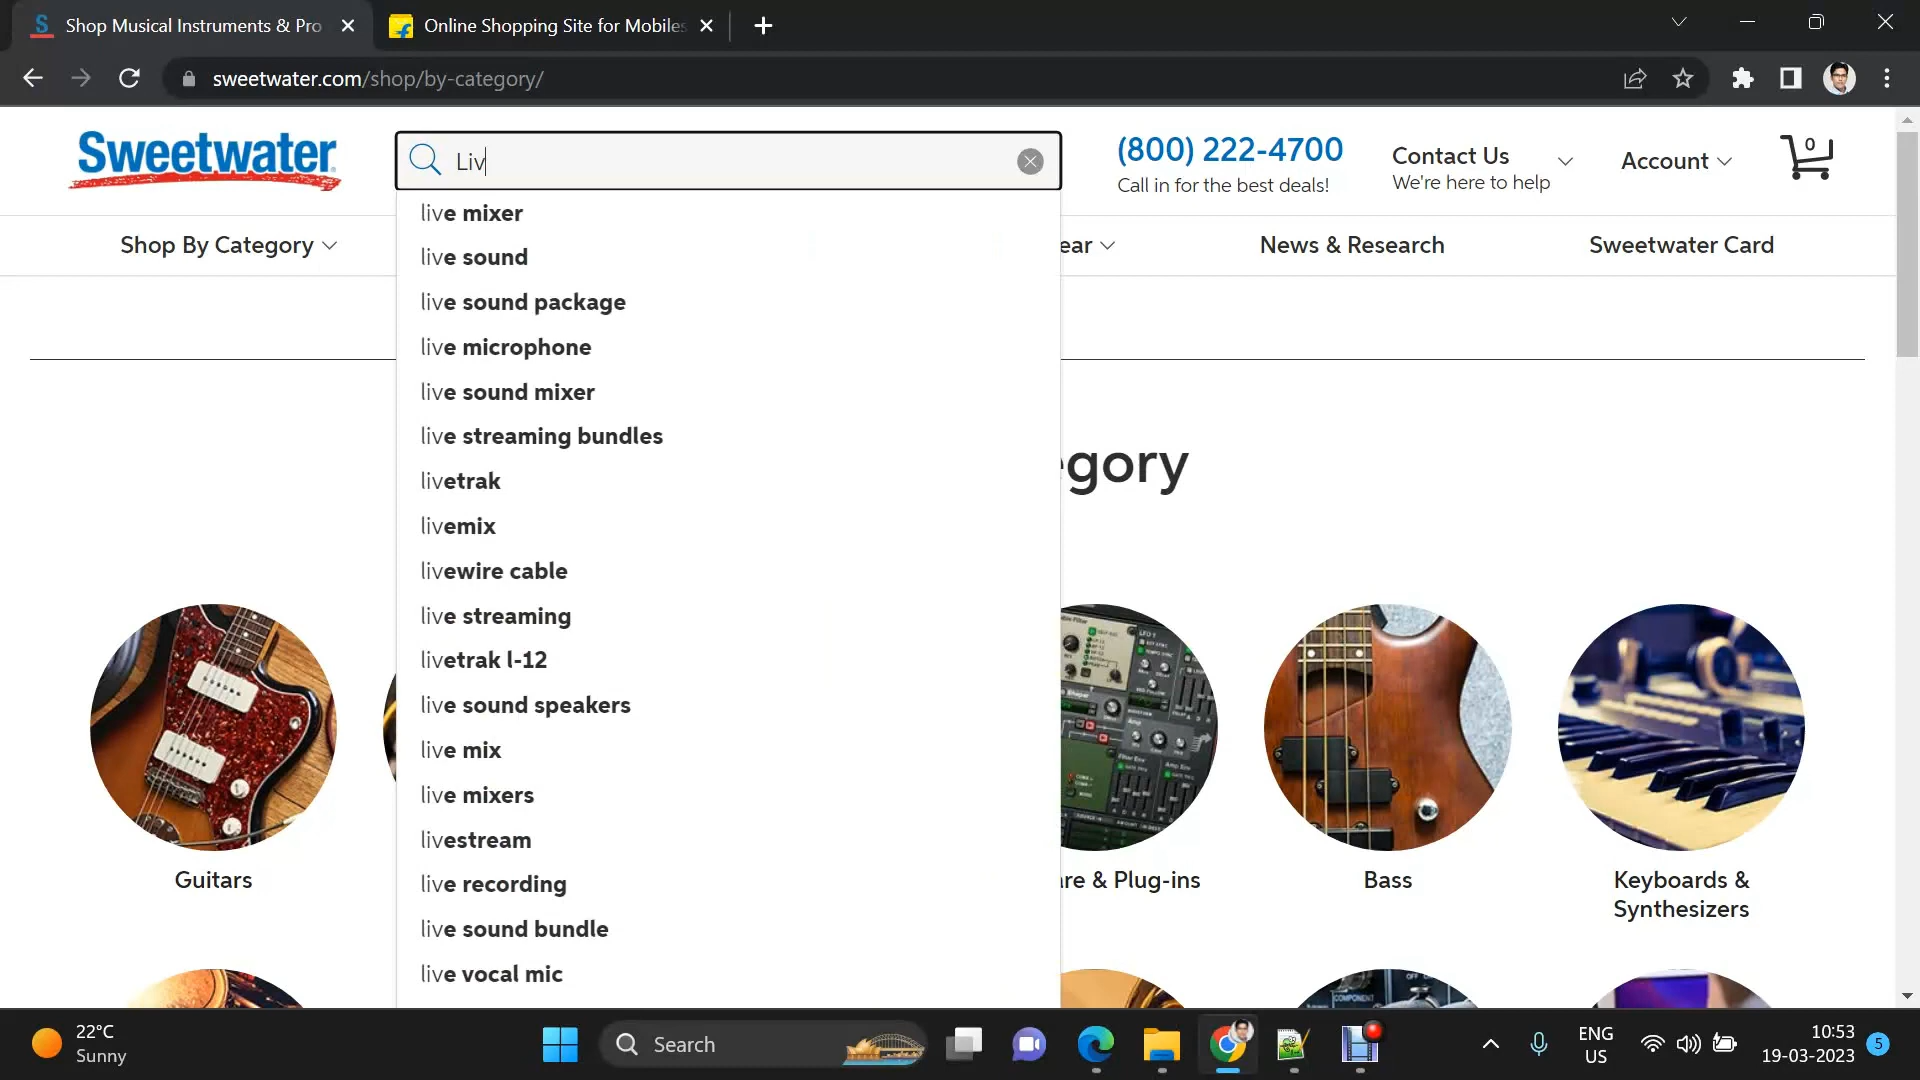 Shop Musical Instruments & Pro
Online Shopping Site for Mobiles
sweetwater.com/shop/by-category/
Sweetwater
Liv
(800) 222-4700
Call in for the best deals!
Contact Us
We're here to help
Account
0
Shop By Category
ear
News & Research
Sweetwater Card
live mixer
live sound
live sound package
live microphone
live sound mixer
live streaming bundles
livetrak
livemix
livewire cable
live streaming
livetrak l-12
live sound speakers
live mix
live mixers
livestream
live recording
live sound bundle
live vocal mic
egory
Guitars
re & Plug-ins
Bass
Keyboards &
Synthesizers
22°C
Sunny
Search
ENG
US
10:53
19-03-2023
5